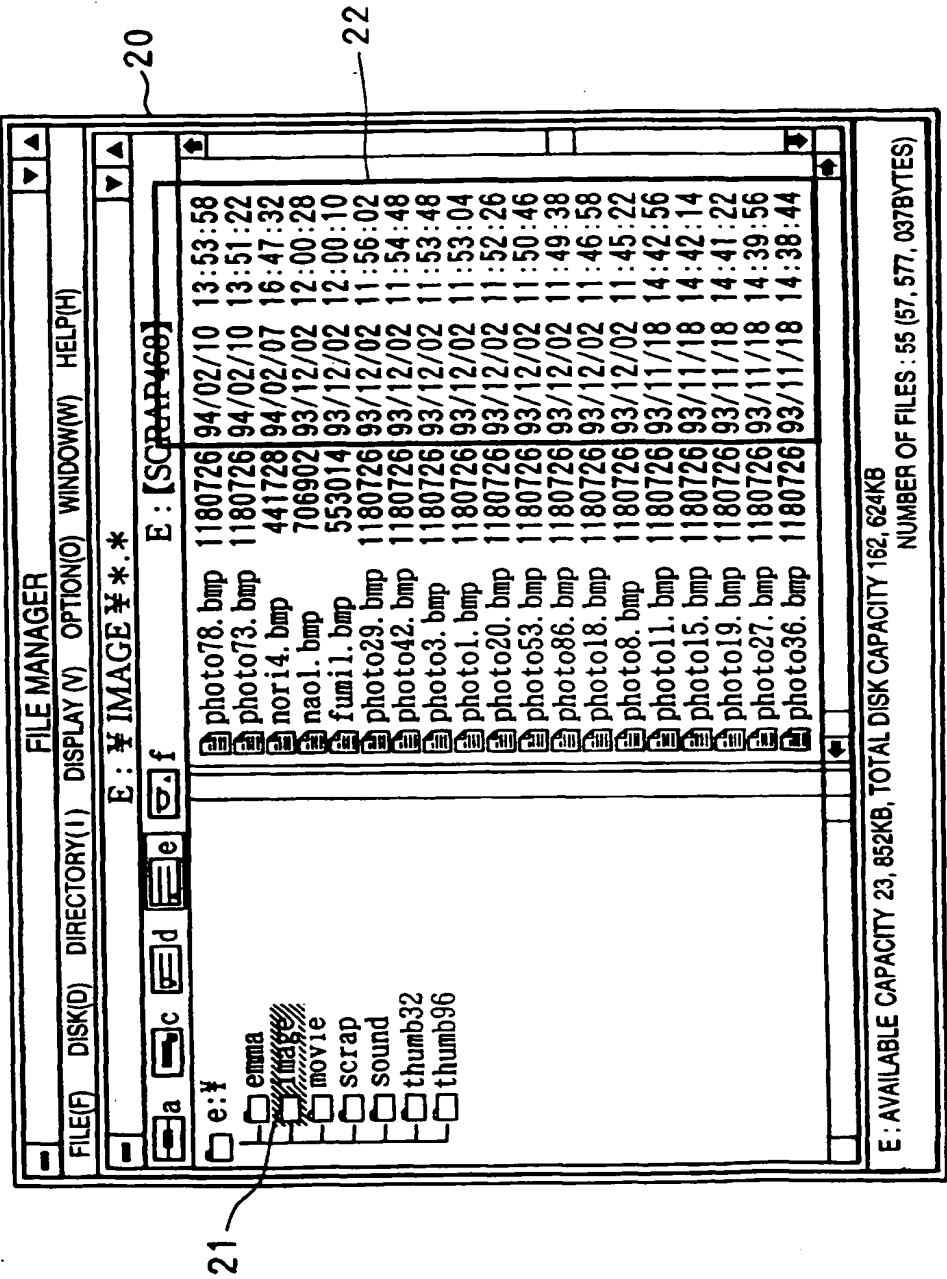 20
22
21
FILE MANAGER
FILE(F) DISK(D) DIRECTORY(I) DISPLAY (V) OPTION(O) WINDOW(W) HELP(H)
E:¥IMAGE¥*.*
a c d e f E:【SCRAP468】
e:¥
emma
image
movie
scrap
sound
thumb32
thumb96
photo78.bmp 1180726 94/02/10 13:53:58
photo73.bmp 1180726 94/02/10 13:51:22
nori4.bmp 441728 94/02/07 16:47:32
nao1.bmp 706902 93/12/02 12:00:28
fumi1.bmp 553014 93/12/02 12:00:10
photo29.bmp 1180726 93/12/02 11:56:02
photo42.bmp 1180726 93/12/02 11:54:48
photo3.bmp 1180726 93/12/02 11:53:48
photo1.bmp 1180726 93/12/02 11:53:04
photo20.bmp 1180726 93/12/02 11:52:26
photo53.bmp 1180726 93/12/02 11:50:46
photo86.bmp 1180726 93/12/02 11:49:38
photo18.bmp 1180726 93/12/02 11:46:58
photo8.bmp 1180726 93/12/02 11:45:22
photo11.bmp 1180726 93/11/18 14:42:56
photo15.bmp 1180726 93/11/18 14:42:14
photo19.bmp 1180726 93/11/18 14:41:22
photo27.bmp 1180726 93/11/18 14:39:56
photo36.bmp 1180726 93/11/18 14:38:44
E: AVAILABLE CAPACITY 23, 852KB, TOTAL DISK CAPACITY 162, 624KB
NUMBER OF FILES : 55 (57, 577, 037BYTES)